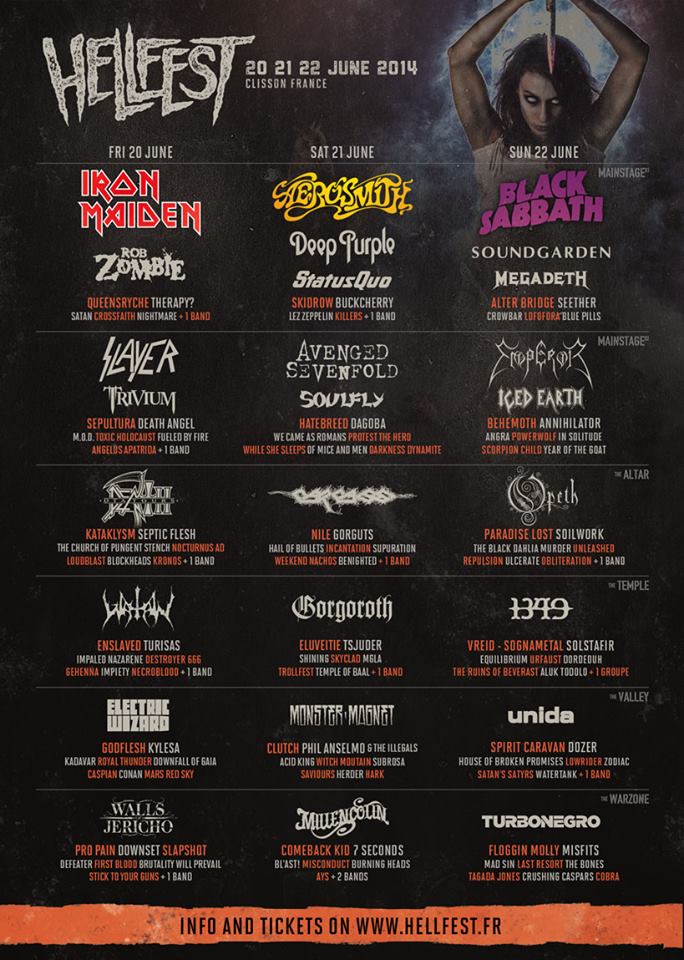 HELLFEST
20 21 22 JUNE 2014
CLISSON FRANCE
FRI 20 JUNE
SAT 21 JUNE
SUN 22 JUNE
MAINSTAGE 01
IRON
MAIDEN
ROB
ZOMBIE
QUEENSRYCHE THERAPY?
SATAN CROSSFAITH NIGHTMARE + 1 BAND
AEROSMITH
Deep Purple
StatusQuo
SKIDROW BUCKCHERRY
LEZ ZEPPELIN KILLERS + 1 BAND
BLACK
SABBATH
SOUNDGARDEN
MEGADETH
ALTER BRIDGE SEETHER
CROWBAR LOFOFORA BLUE PILLS
MAINSTAGE 02
SLAYER
TRIVIUM
SEPULTURA DEATH ANGEL
M.O.D. TOXIC HOLOCAUST FUELED BY FIRE
ANGELUS APATRIDA + 1 BAND
AVENGED
SEVENFOLD
SOULFLY
HATEBREED DAGOBA
WE CAME AS ROMANS PROTEST THE HERO
WHILE SHE SLEEPS OF MICE AND MEN DARKNESS DYNAMITE
EMPEROR
ICED EARTH
BEHEMOTH ANNIHILATOR
ANGRA POWERWOLF IN SOLITUDE
SCORPION CHILD YEAR OF THE GOAT
THE ALTAR
DEATH
KATAKLYSM SEPTIC FLESH
THE CHURCH OF PUNGENT STENCH NOCTURNUS AD
LOUDBLAST BLOCKHEADS KRONOS + 1 BAND
CARCASS
NILE GORGUTS
HAIL OF BULLETS INCANTATION SUPURATION
WEEKEND NACHOS BENIGHTED + 1 BAND
Opeth
PARADISE LOST SOILWORK
THE BLACK DAHLIA MURDER UNLEASHED
REPULSION ULCERATE OBLITERATION + 1 BAND
THE TEMPLE
WATAIN
ENSLAVED TURISAS
IMPALED NAZARENE DESTROYER 666
GEHENNA IMPIETY NECROBLOOD + 1 BAND
Gorgoroth
ELUVEITIE TSJUDER
SHINING SKYCLAD MGLA
TROLLFEST TEMPLE OF BAAL + 1 BAND
1349
VREID - SOGNAMETAL SOLSTAFIR
EQUILIBRIUM URFAUST DORDEDUH
THE RUINS OF BEVERAST ALUK TODOLO + 1 GROUPE
THE VALLEY
ELECTRIC
WIZARD
GODFLESH KYLESA
KADAVAR ROYAL THUNDER DOWNFALL OF GAIA
CASPIAN CONAN MARS RED SKY
MONSTER MAGNET
CLUTCH PHIL ANSELMO & THE ILLEGALS
ACID KING WITCH MOUTAIN SUBROSA
SAVIOURS HERDER HARK
unida
SPIRIT CARAVAN DOZER
HOUSE OF BROKEN PROMISES LOWRIDER ZODIAC
SATAN'S SATYRS WATERTANK + 1 BAND
THE WARZONE
WALLS
OF
JERICHO
PRO PAIN DOWNSET SLAPSHOT
DEFEATER FIRST BLOOD BRUTALITY WILL PREVAIL
STICK TO YOUR GUNS + 1 BAND
MILLENCOLIN
COMEBACK KID 7 SECONDS
BL'AST! MISCONDUCT BURNING HEADS
AYS + 2 BANDS
TURBONEGRO
FLOGGIN MOLLY MISFITS
MAD SIN LAST RESORT THE BONES
TAGADA JONES CRUSHING CASPARS COBRA
INFO AND TICKETS ON WWW.HELLFEST.FR